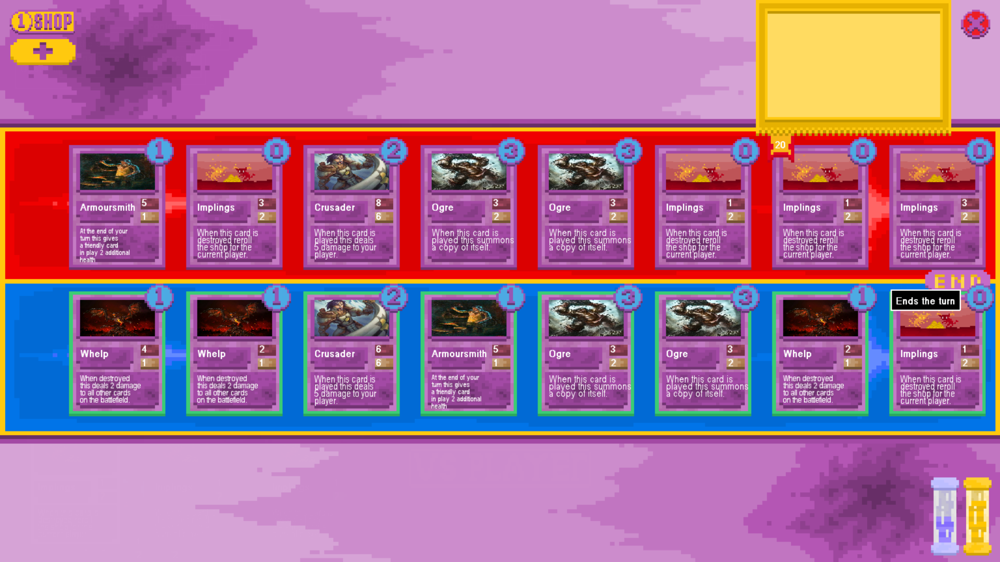 1 SHOP
+
20
1
Armoursmith 5
1
At the end of your
turn this gives
a friendly card
in play 2 additional
health
0
Implings 3
2
When this card is
destroyed reroll
the shop for the
current player.
2
Crusader 8
6
When this card is
played this deals
5 damage to your
player.
3
Ogre 3
2
When this card is
played this summons
a copy of itself.
3
Ogre 3
2
When this card is
played this summons
a copy of itself.
0
Implings 1
2
When this card is
destroyed reroll
the shop for the
current player.
0
Implings 1
2
When this card is
destroyed reroll
the shop for the
current player.
0
Implings 3
2
When this card is
destroyed reroll
the shop for the
current player.
END
Ends the turn
1
Whelp 4
1
When destroyed
this deals 2 damage
to all other cards
on the battlefield.
1
Whelp 2
1
When destroyed
this deals 2 damage
to all other cards
on the battlefield.
2
Crusader 6
6
When this card is
played this deals
5 damage to your
player.
1
Armoursmith 5
1
At the end of your
turn this gives
a friendly card
in play 2 additional
health
3
Ogre 3
2
When this card is
played this summons
a copy of itself.
3
Ogre 3
2
When this card is
played this summons
a copy of itself.
1
Whelp 2
1
When destroyed
this deals 2 damage
to all other cards
on the battlefield.
0
Implings 1
2
When this card is
destroyed reroll
the shop for the
current player.